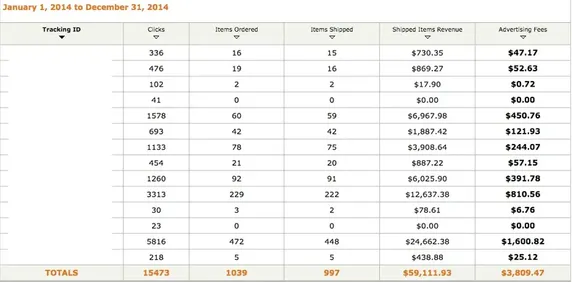 January 1, 2014 to December 31, 2014
Tracking ID Clicks Items Ordered Items Shipped Shipped Items Revenue Advertising Fees
336 16 15 $730.35 $47.17
476 19 16 $869.27 $52.63
102 2 2 $17.90 $0.72
41 0 0 $0.00 $0.00
1578 60 59 $6,967.98 $450.76
693 42 42 $1,887.42 $121.93
1133 78 75 $3,908.64 $244.07
454 21 20 $887.22 $57.15
1260 92 91 $6,025.90 $391.78
3313 229 222 $12,637.38 $810.56
30 3 2 $78.61 $6.76
23 0 0 $0.00 $0.00
5816 472 448 $24,662.38 $1,600.82
218 5 5 $438.88 $25.12
TOTALS 15473 1039 997 $59,111.93 $3,809.47